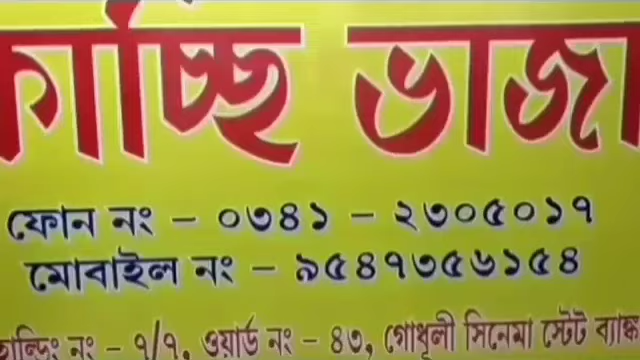 কাচ্ছি ভাজা
ফোন নং – ০৩৪১ – ২৩০৫০১৭
মোবাইল নং – ৯৫৪৭৩৫৬১৫৪
হোল্ডিং নং – ৭/৭, ওয়ার্ড নং – ৪৩, গোধূলী সিনেমা স্টেট ব্যাঙ্ক